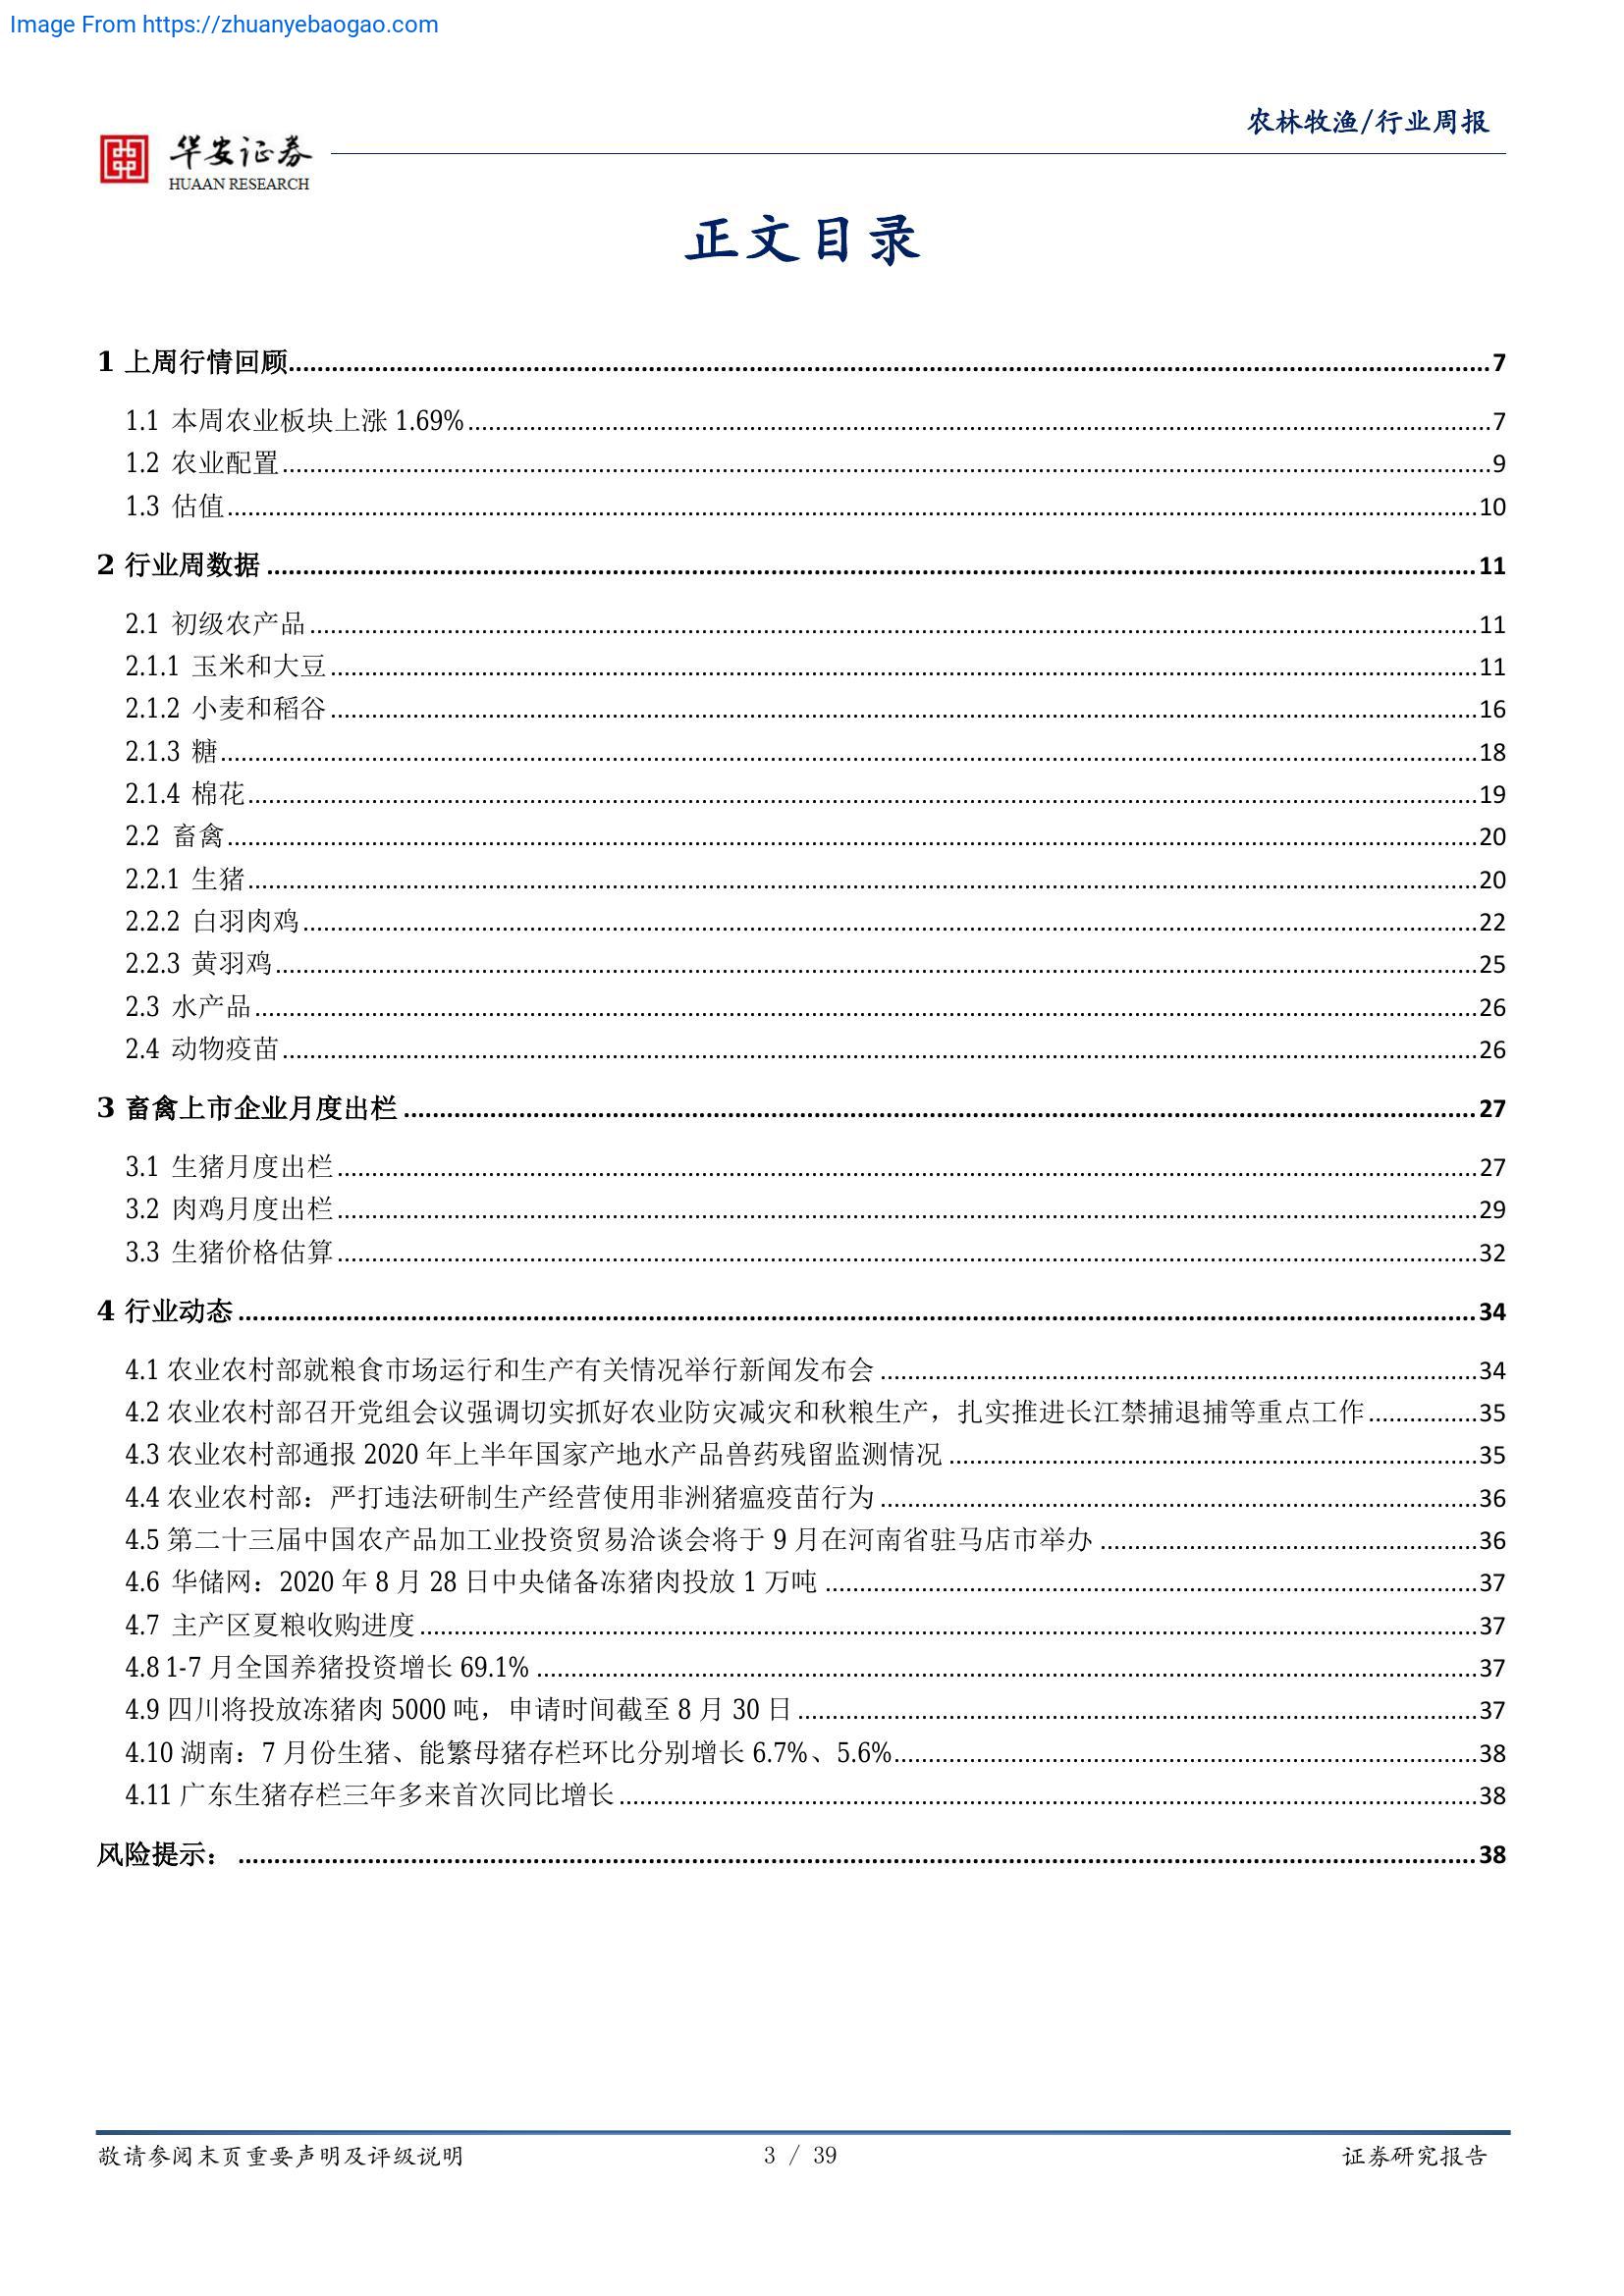 Image From https://zhuanyebaogao.com
农林牧渔/行业周报
华安证券
HUAAN RESEARCH
正文目录
1 上周行情回顾 7
1.1 本周农业板块上涨 1.69% 7
1.2 农业配置 9
1.3 估值 10
2 行业周数据 11
2.1 初级农产品 11
2.1.1 玉米和大豆 11
2.1.2 小麦和稻谷 16
2.1.3 糖 18
2.1.4 棉花 19
2.2 畜禽 20
2.2.1 生猪 20
2.2.2 白羽肉鸡 22
2.2.3 黄羽鸡 25
2.3 水产品 26
2.4 动物疫苗 26
3 畜禽上市企业月度出栏 27
3.1 生猪月度出栏 27
3.2 肉鸡月度出栏 29
3.3 生猪价格估算 32
4 行业动态 34
4.1 农业农村部就粮食市场运行和生产有关情况举行新闻发布会 34
4.2 农业农村部召开党组会议强调切实抓好农业防灾减灾和秋粮生产，扎实推进长江禁捕退捕等重点工作 35
4.3 农业农村部通报 2020 年上半年国家产地水产品兽药残留监测情况 35
4.4 农业农村部：严打违法研制生产经营使用非洲猪瘟疫苗行为 36
4.5 第二十三届中国农产品加工业投资贸易洽谈会将于 9 月在河南省驻马店市举办 36
4.6 华储网：2020 年 8 月 28 日中央储备冻猪肉投放 1 万吨 37
4.7 主产区夏粮收购进度 37
4.8 1-7 月全国养猪投资增长 69.1% 37
4.9 四川将投放冻猪肉 5000 吨，申请时间截至 8 月 30 日 37
4.10 湖南：7 月份生猪、能繁母猪存栏环比分别增长 6.7%、5.6% 38
4.11 广东生猪存栏三年多来首次同比增长 38
风险提示： 38
敬请参阅末页重要声明及评级说明
3 / 39
证券研究报告